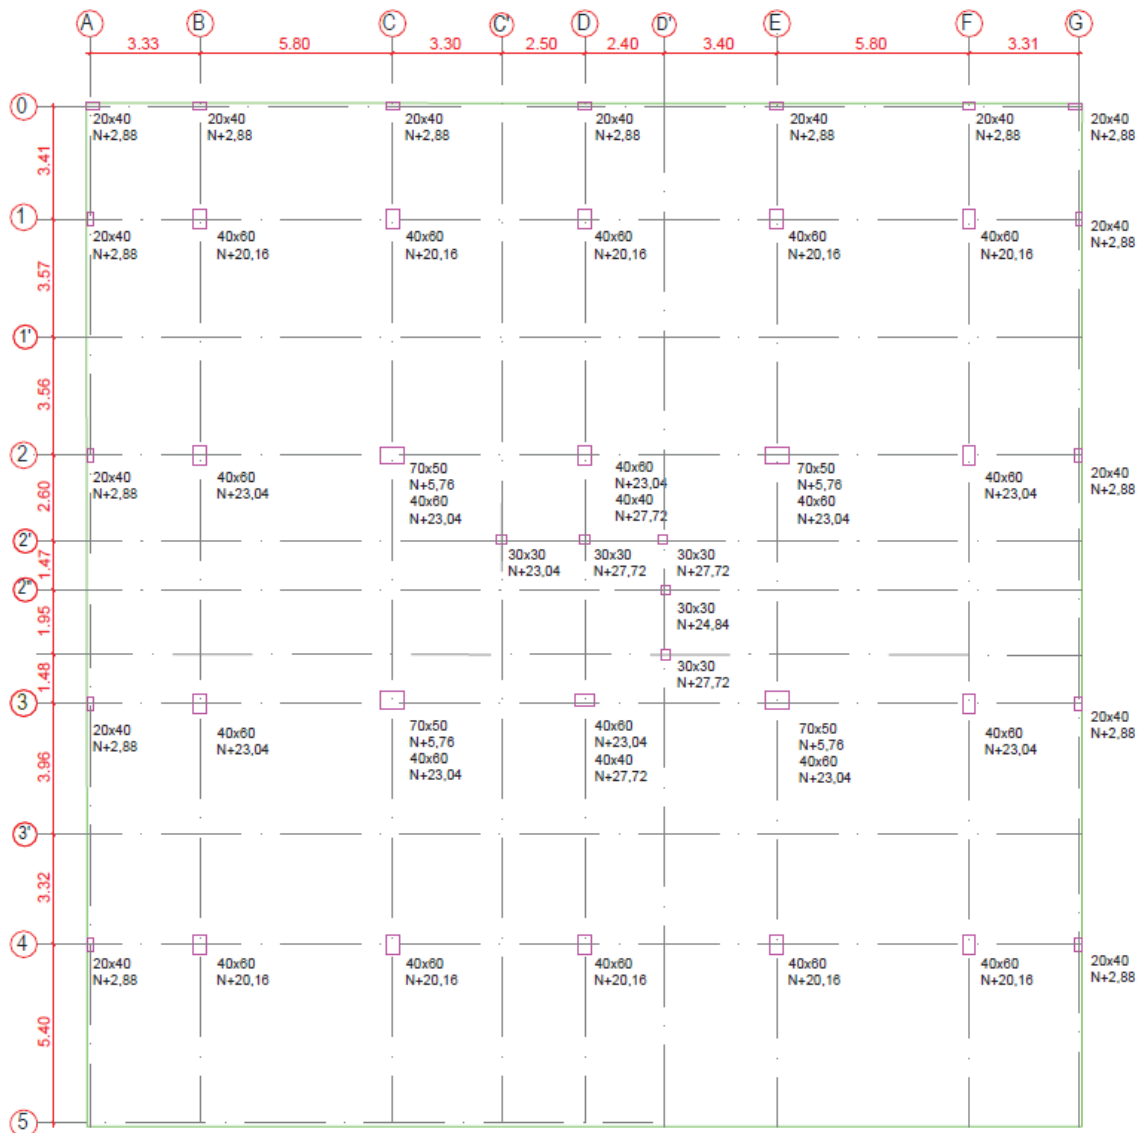 A B C C' D D' E F G
3.33 5.80 3.30 2.50 2.40 3.40 5.80 3.31
0
20x40 20x40 20x40 20x40 20x40 20x40 20x40
N+2,88 N+2,88 N+2,88 N+2,88 N+2,88 N+2,88 N+2,88
3.41
1
20x40 40x60 40x60 40x60 40x60 40x60 20x40
N+2,88 N+20,16 N+20,16 N+20,16 N+20,16 N+20,16 N+2,88
3.57
1'
3.56
2
20x40 40x60 70x50 40x60 70x50 40x60 20x40
N+2,88 N+23,04 N+5,76 N+23,04 N+5,76 N+23,04 N+2,88
40x60 40x40 40x60
N+23,04 N+27,72 N+23,04
2.60
2'
30x30 30x30 30x30
N+23,04 N+27,72 N+27,72
1.47
2"
30x30
N+24,84
1.95
30x30
N+27,72
1.48
3
20x40 40x60 70x50 40x60 70x50 40x60 20x40
N+2,88 N+23,04 N+5,76 N+23,04 N+5,76 N+23,04 N+2,88
40x60 40x40 40x60
N+23,04 N+27,72 N+23,04
3.96
3'
3.32
4
20x40 40x60 40x60 40x60 40x60 40x60 20x40
N+2,88 N+20,16 N+20,16 N+20,16 N+20,16 N+20,16 N+2,88
5.40
5